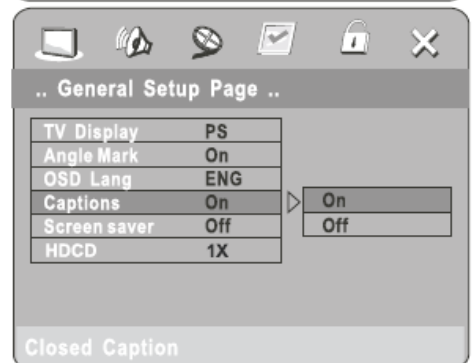 .. General Setup Page ..
TV Display PS
Angle Mark On
OSD Lang ENG
Captions On On
Screen saver Off Off
HDCD 1X
Closed Caption